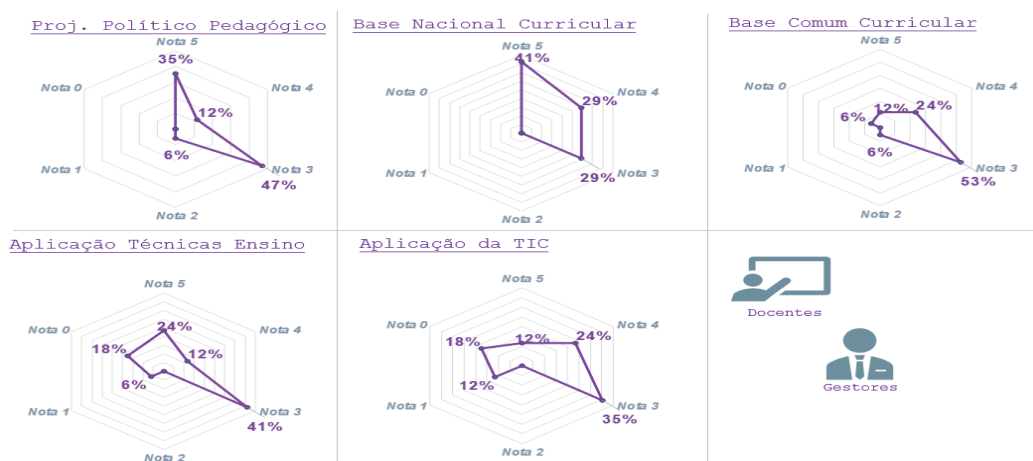 Proj. Político Pedagógico
Nota 5
35%
Nota 0
Nota 4
12%
6%
Nota 1
Nota 3
47%
Nota 2
Base Nacional Curricular
Nota 5
41%
Nota 0
Nota 4
29%
Nota 1
Nota 3
29%
Nota 2
Base Comum Curricular
Nota 5
Nota 0
Nota 4
12%
24%
6%
6%
Nota 1
Nota 3
53%
Nota 2
Aplicação Técnicas Ensino
Nota 5
Nota 0
24%
Nota 4
18%
12%
6%
Nota 1
Nota 3
41%
Nota 2
Aplicação da TIC
Nota 5
Nota 0
Nota 4
18%
12%
24%
12%
Nota 1
Nota 3
35%
Nota 2
Docentes
Gestores